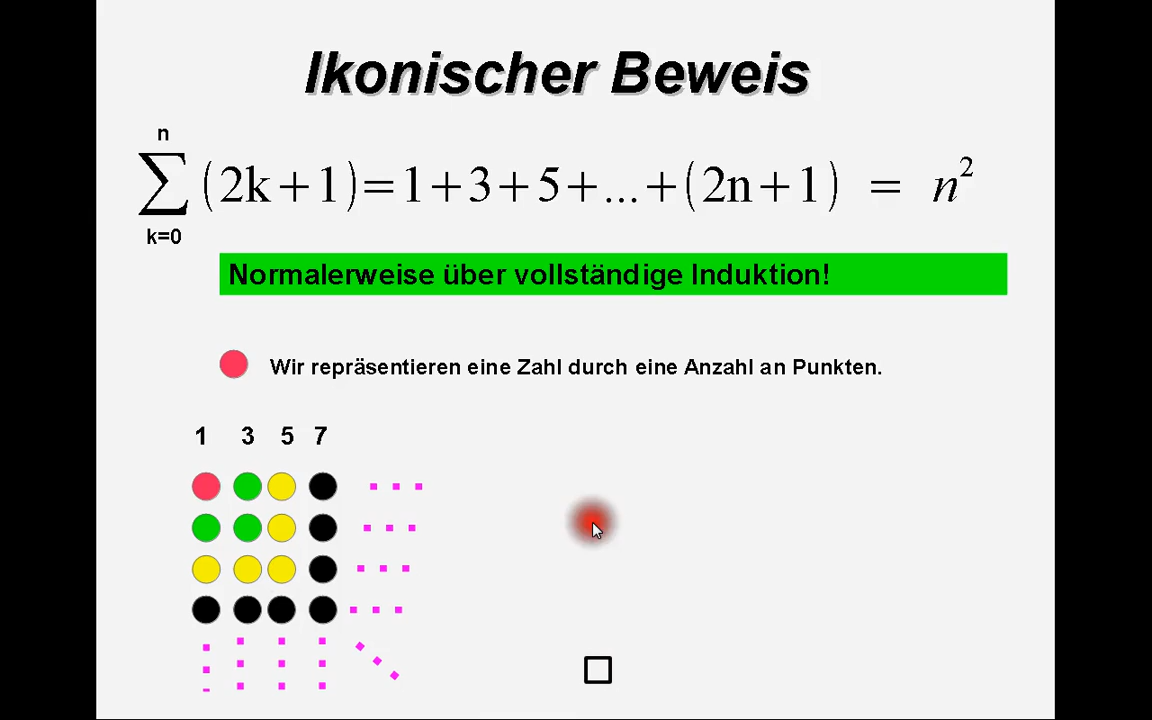 Ikonischer Beweis
n
∑ (2k+1)=1+3+5+...+(2n+1) = n²
k=0
Normalerweise über vollständige Induktion!
Wir repräsentieren eine Zahl durch eine Anzahl an Punkten.
1 3 5 7